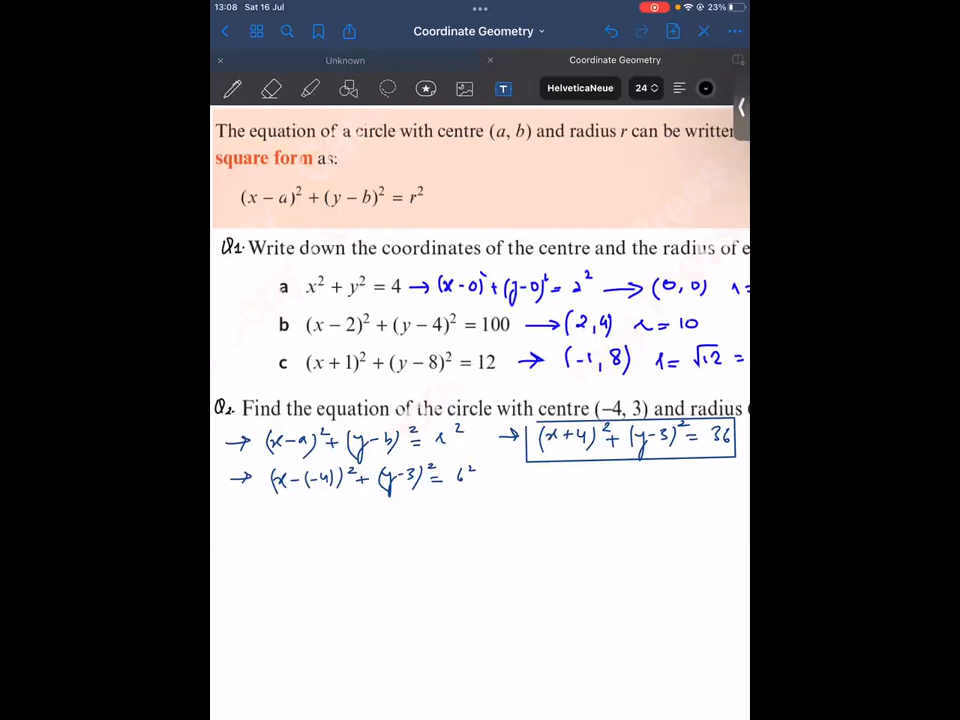 13:08 Sat 16 Jul 23%
Coordinate Geometry
Unknown Coordinate Geometry
HelveticaNeue 24
The equation of a circle with centre (a, b) and radius r can be written
square form as:
(x − a)² + (y − b)² = r²
Q1. Write down the coordinates of the centre and the radius of e
a x² + y² = 4 → (x-0)² + (y-0)² = 2² → (0,0) r =
b (x − 2)² + (y − 4)² = 100 → (2,4) r = 10
c (x + 1)² + (y − 8)² = 12 → (-1, 8) r = √12 =
Q2. Find the equation of the circle with centre (−4, 3) and radius
→ (x-a)² + (y-b)² = r² → (x+4)² + (y-3)² = 36
→ (x-(-4))² + (y-3)² = 6²